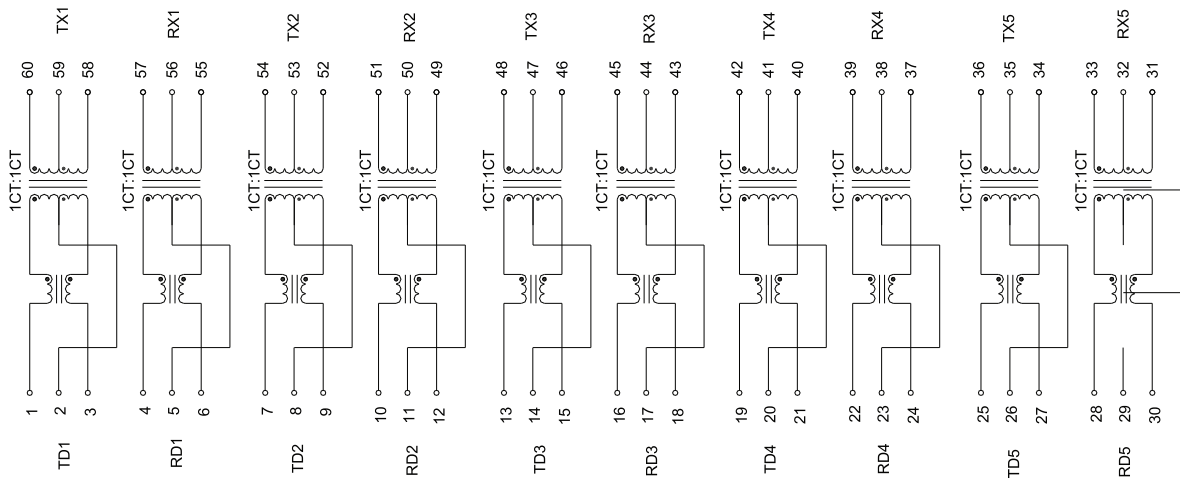 TX1 RX1 TX2 RX2 TX3 RX3 TX4 RX4 TX5 RX5
60 59 58 57 56 55 54 53 52 51 50 49 48 47 46 45 44 43 42 41 40 39 38 37 36 35 34 33 32 31
1CT:1CT 1CT:1CT 1CT:1CT 1CT:1CT 1CT:1CT 1CT:1CT 1CT:1CT 1CT:1CT 1CT:1CT 1CT:1CT
1 2 3 4 5 6 7 8 9 10 11 12 13 14 15 16 17 18 19 20 21 22 23 24 25 26 27 28 29 30
TD1 RD1 TD2 RD2 TD3 RD3 TD4 RD4 TD5 RD5